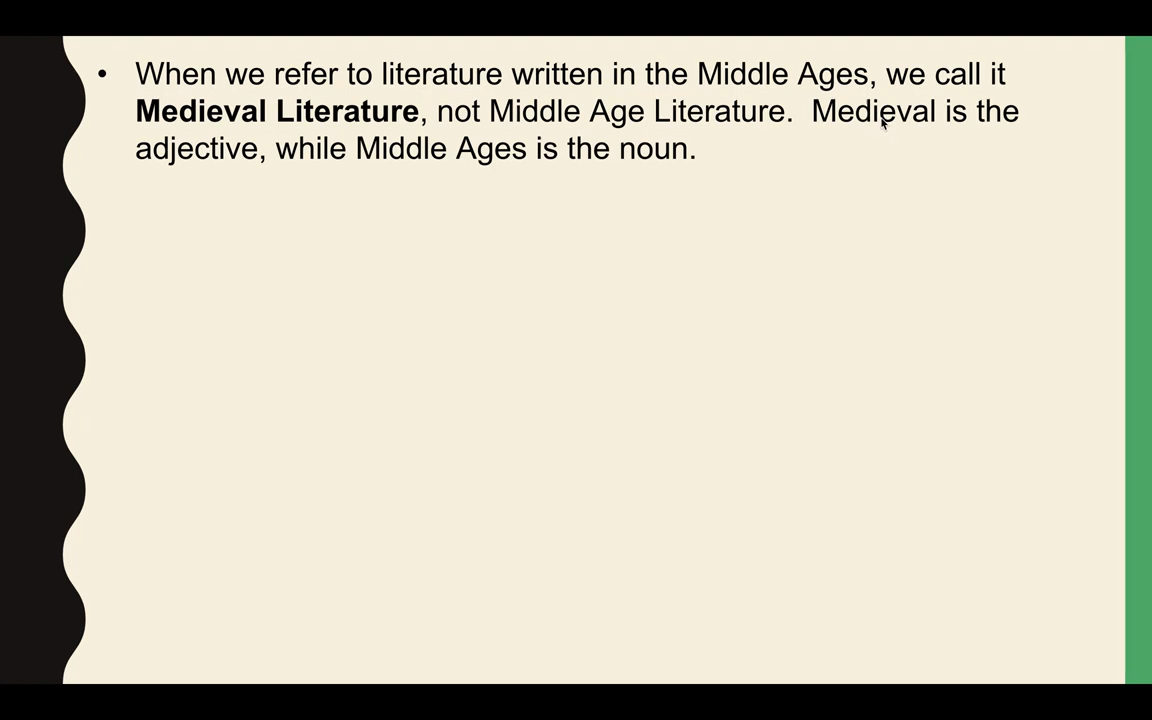 • When we refer to literature written in the Middle Ages, we call it
Medieval Literature, not Middle Age Literature.  Medieval is the
adjective, while Middle Ages is the noun.